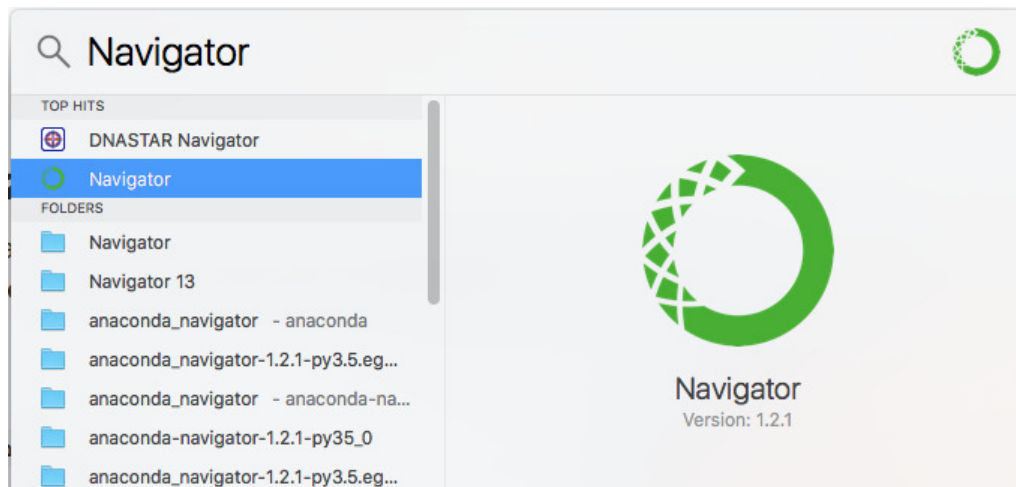 Navigator
TOP HITS
DNASTAR Navigator
Navigator
FOLDERS
Navigator
Navigator 13
anaconda_navigator - anaconda
anaconda_navigator-1.2.1-py3.5.eg...
anaconda_navigator - anaconda-na...
anaconda-navigator-1.2.1-py35_0
anaconda_navigator-1.2.1-py3.5.eg...
Navigator
Version: 1.2.1